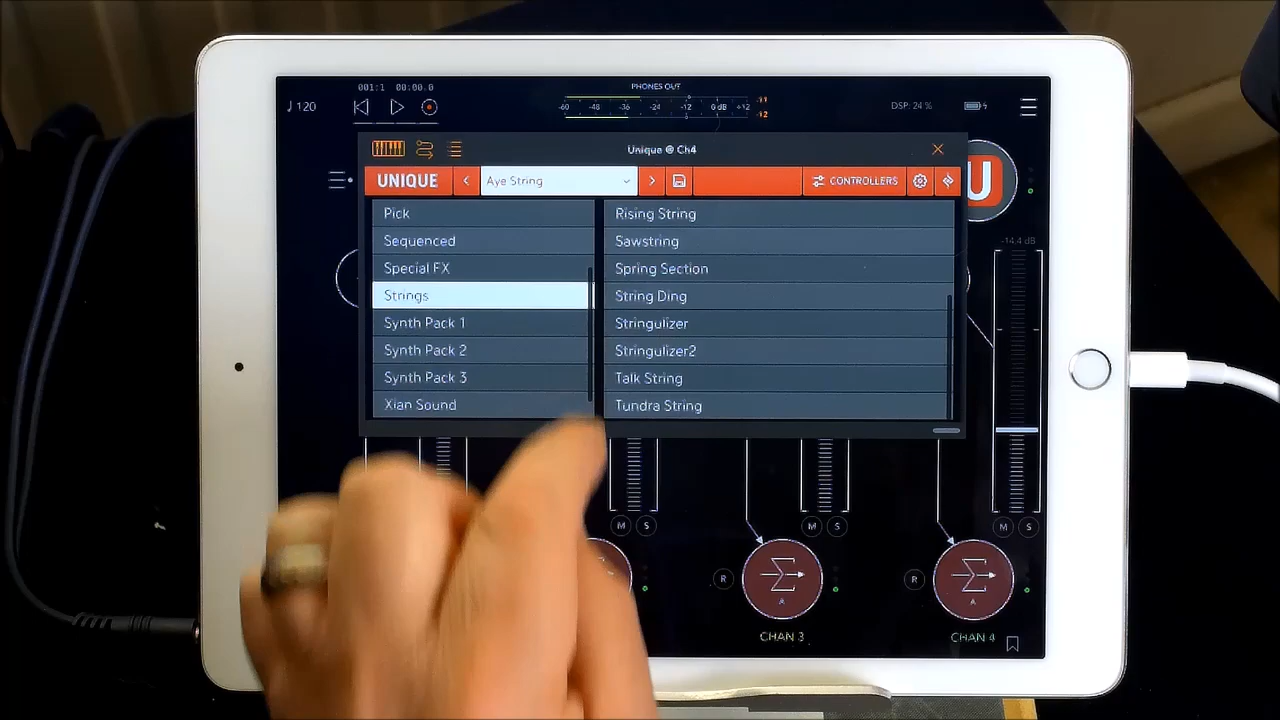 001:1 00:00.0
PHONES OUT
♩ 120
-60 -48 -36 -24 -12 0dB +12
-11
-12
DSP: 24 %
Unique @ Ch4
UNIQUE
Aye String
CONTROLLERS
U
Pick
Sequenced
Special FX
Strings
Synth Pack 1
Synth Pack 2
Synth Pack 3
Xian Sound
Rising String
Sawstring
Spring Section
String Ding
Stringulizer
Stringulizer2
Talk String
Tundra String
-14.4 dB
M S
M S
M S
R
A
CHAN 3
R
A
CHAN 4